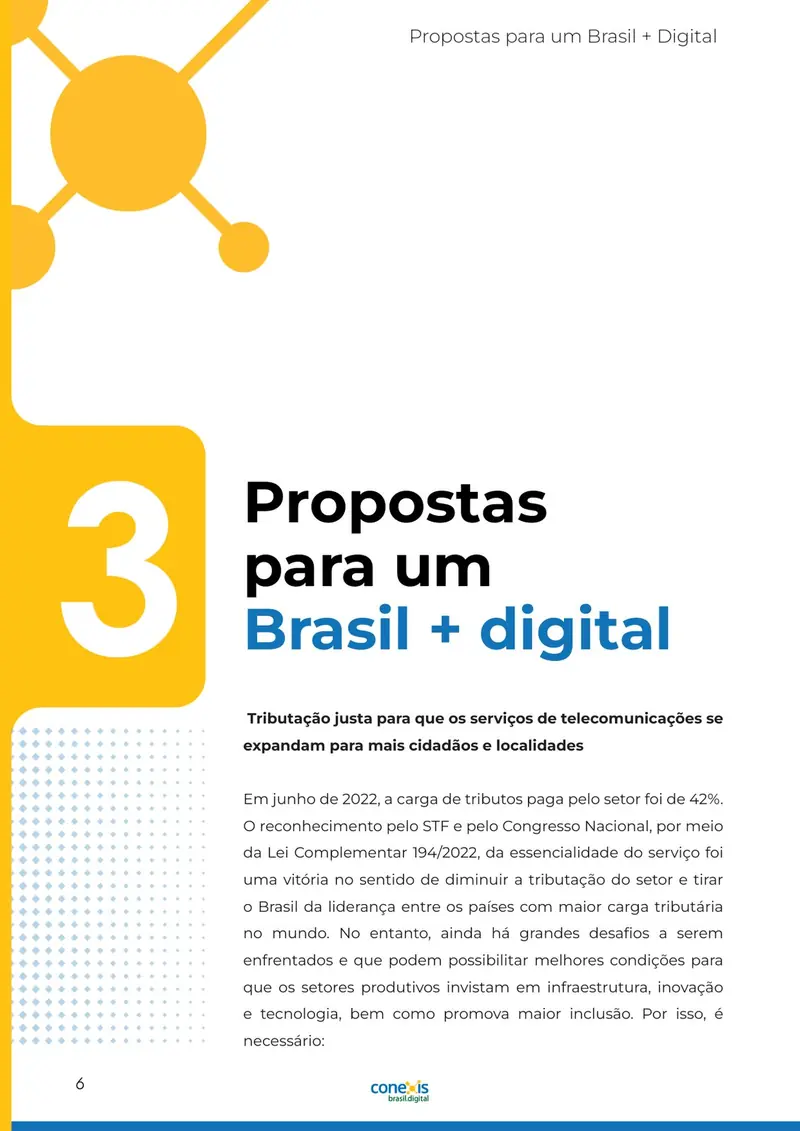 Propostas para um Brasil + Digital
3
Propostas
para um
Brasil + digital
Tributação justa para que os serviços de telecomunicações se
expandam para mais cidadãos e localidades
Em junho de 2022, a carga de tributos paga pelo setor foi de 42%.
O reconhecimento pelo STF e pelo Congresso Nacional, por meio
da Lei Complementar 194/2022, da essencialidade do serviço foi
uma vitória no sentido de diminuir a tributação do setor e tirar
o Brasil da liderança entre os países com maior carga tributária
no mundo. No entanto, ainda há grandes desafios a serem
enfrentados e que podem possibilitar melhores condições para
que os setores produtivos invistam em infraestrutura, inovação
e tecnologia, bem como promova maior inclusão. Por isso, é
necessário:
6
conexis
brasil.digital